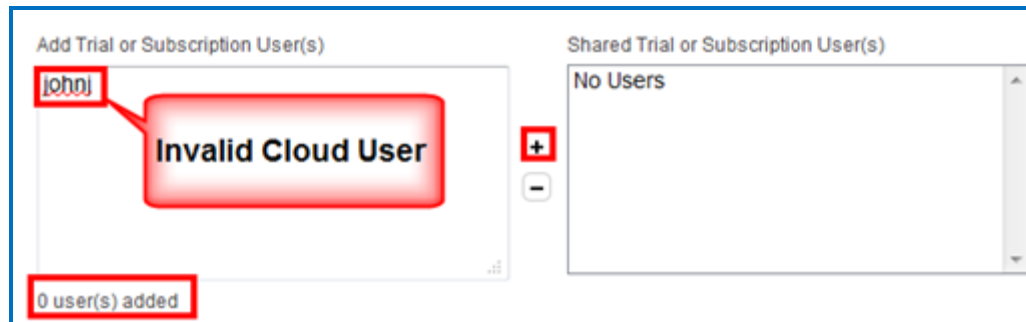 Add Trial or Subscription User(s)
Shared Trial or Subscription User(s)
johnj
No Users
Invalid Cloud User
+
−
0 user(s) added